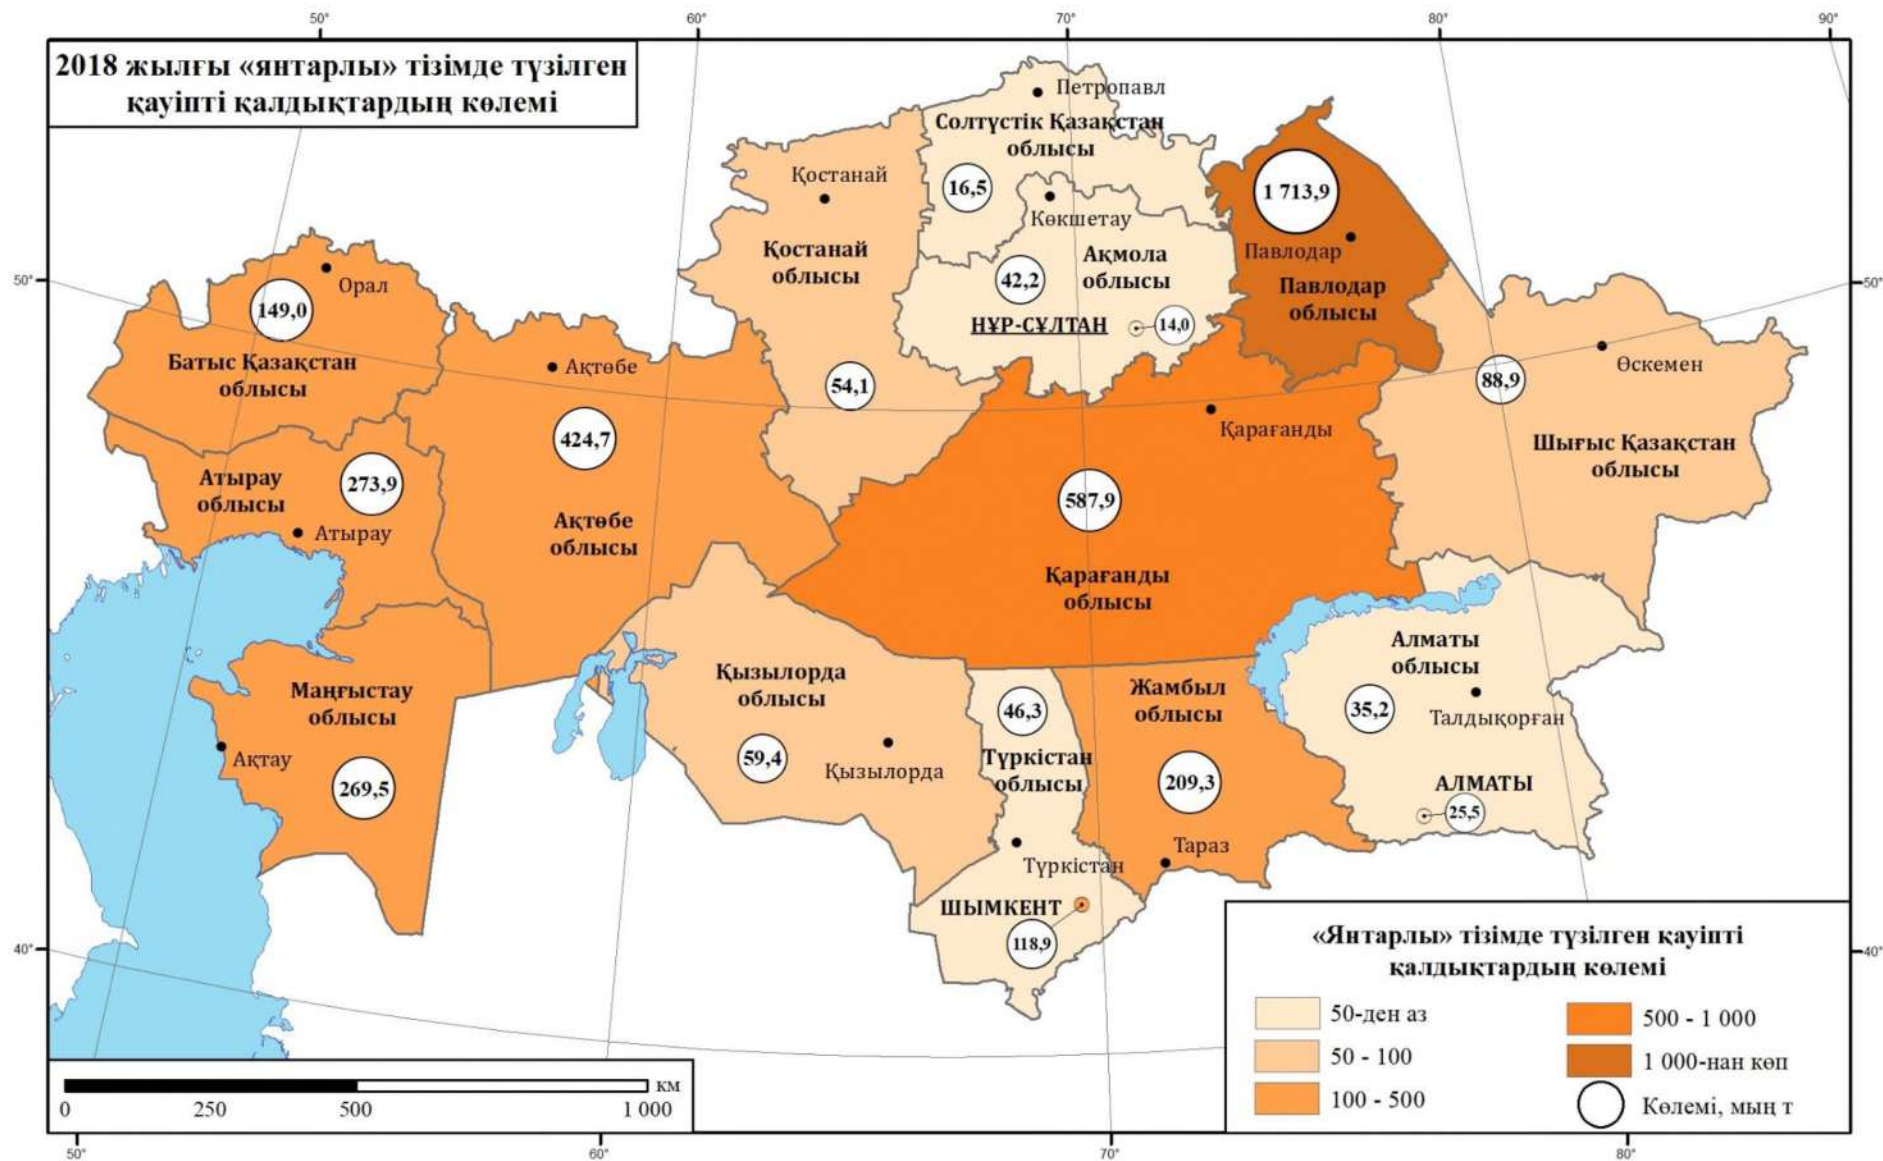 50°
60°
70°
80°
90°
2018 жылғы «янтарлы» тізімде түзілген
қауіпті қалдықтардың көлемі
Петропавл
Солтүстік Қазақстан
облысы
16,5
Қостанай
Көкшетау
1 713,9
Павлодар
Павлодар
облысы
Қостанай
облысы
Ақмола
облысы
42,2
НҰР-СҰЛТАН
14,0
50°
50°
Орал
149,0
Батыс Қазақстан
облысы
Ақтөбе
54,1
88,9
Өскемен
424,7
Қарағанды
Шығыс Қазақстан
облысы
Атырау
облысы
273,9
Атырау
Ақтөбе
облысы
587,9
Қарағанды
облысы
Алматы
облысы
Қызылорда
облысы
Маңғыстау
облысы
Жамбыл
облысы
46,3
35,2
Талдықорған
Ақтау
269,5
59,4
Қызылорда
Түркістан
облысы
209,3
АЛМАТЫ
25,5
Тараз
Түркістан
ШЫМКЕНТ
118,9
40°
40°
«Янтарлы» тізімде түзілген қауіпті
қалдықтардың көлемі
50-ден аз
50 - 100
100 - 500
500 - 1 000
1 000-нан көп
Көлемі, мың т
км
0 250 500 1 000
50°
60°
70°
80°